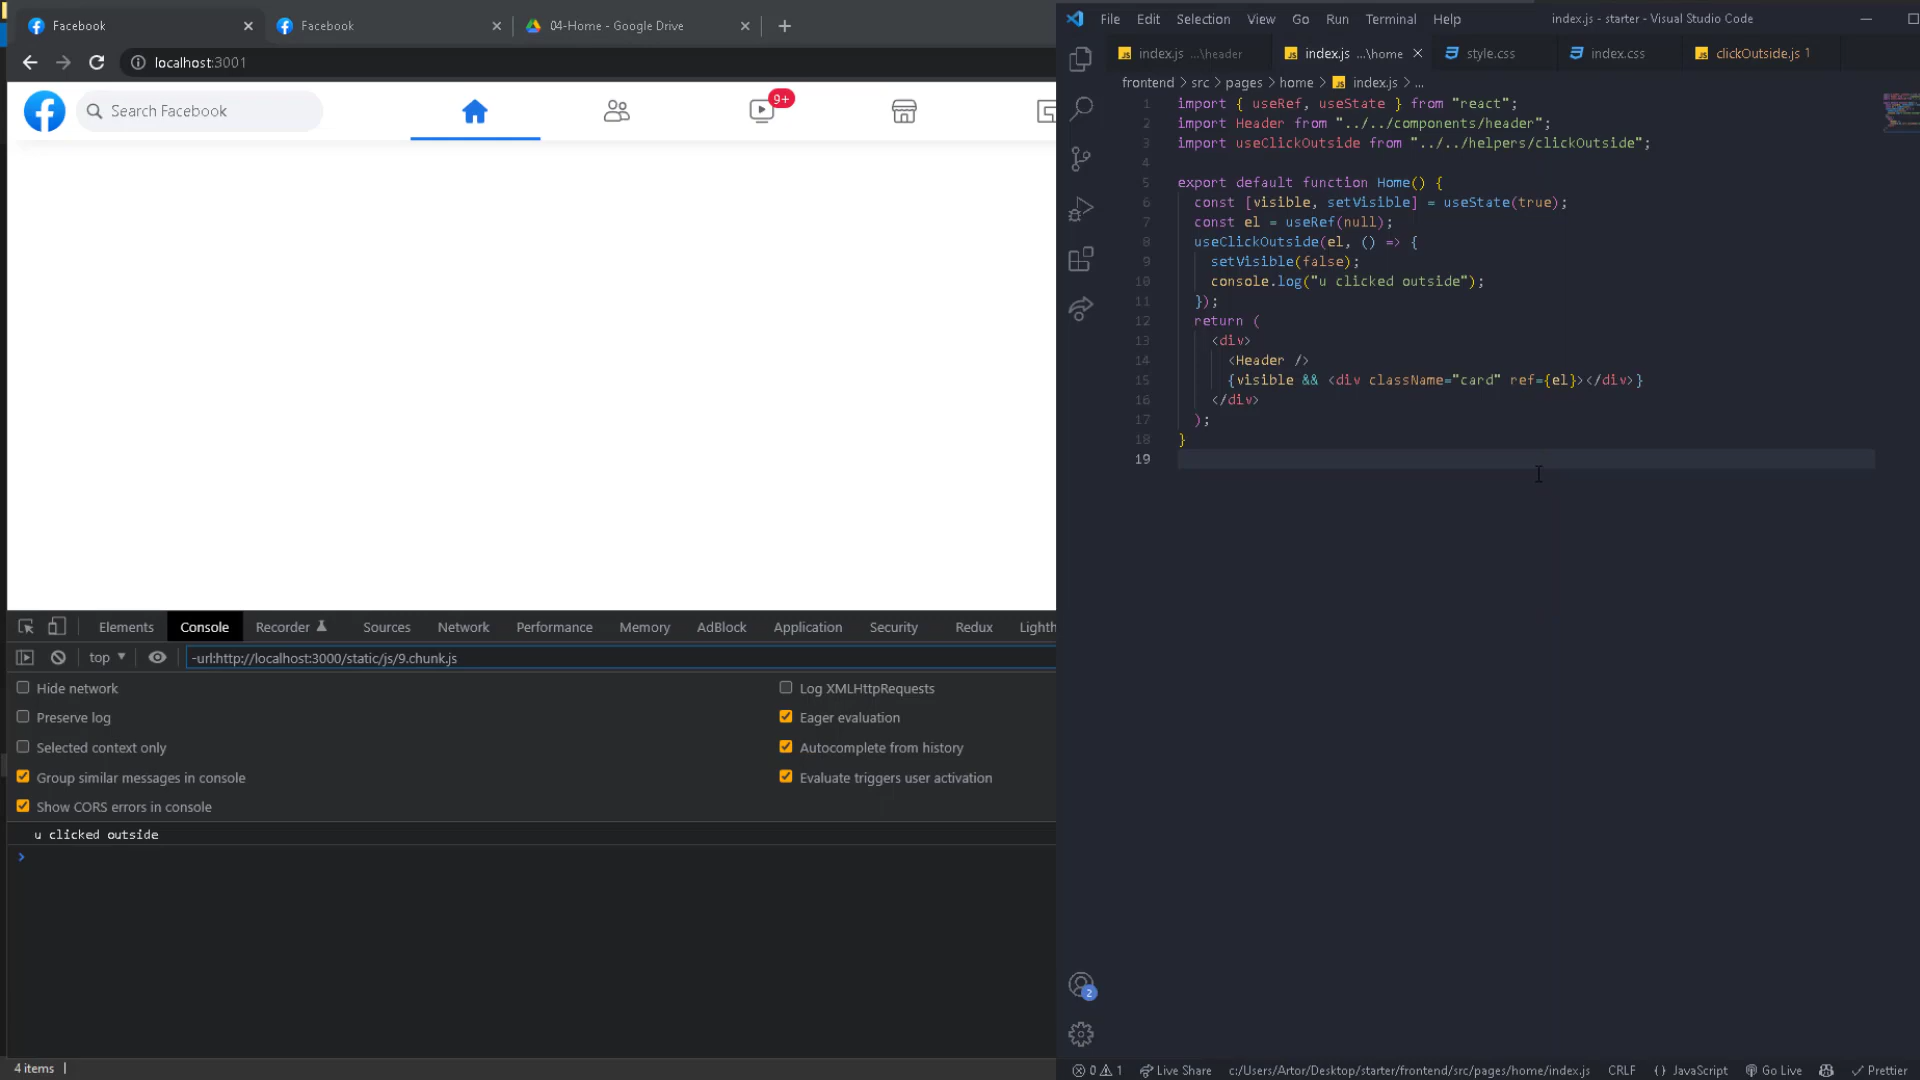 Facebook
Facebook
04-Home - Google Drive
localhost:3001
Search Facebook
9+
Elements
Console
Recorder
Sources
Network
Performance
Memory
AdBlock
Application
Security
Redux
Lighth
top
-url:http://localhost:3000/static/js/9.chunk.js
Hide network
Log XMLHttpRequests
Preserve log
Eager evaluation
Selected context only
Autocomplete from history
Group similar messages in console
Evaluate triggers user activation
Show CORS errors in console
u clicked outside
4 items
File Edit Selection View Go Run Terminal Help
index.js - starter - Visual Studio Code
index.js ...\header
index.js ...\home
style.css
index.css
clickOutside.js 1
frontend > src > pages > home > index.js > ...
1 import { useRef, useState } from "react";
2 import Header from "../../components/header";
3 import useClickOutside from "../../helpers/clickOutside";
4
5 export default function Home() {
6 const [visible, setVisible] = useState(true);
7 const el = useRef(null);
8 useClickOutside(el, () => {
9 setVisible(false);
10 console.log("u clicked outside");
11 });
12 return (
13 <div>
14 <Header />
15 {visible && <div className="card" ref={el}></div>}
16 </div>
17 );
18 }
19
2
0 1 Live Share c:/Users/Artor/Desktop/starter/frontend/src/pages/home/index.js CRLF {} JavaScript Go Live Prettier